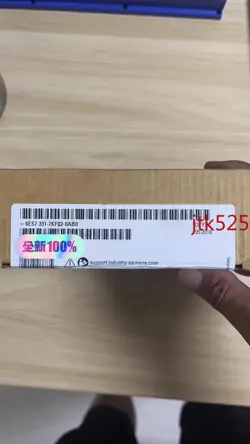 6ES7 331-7KF02-0AB0
jtk525
全新100%
support.industry.siemens.com